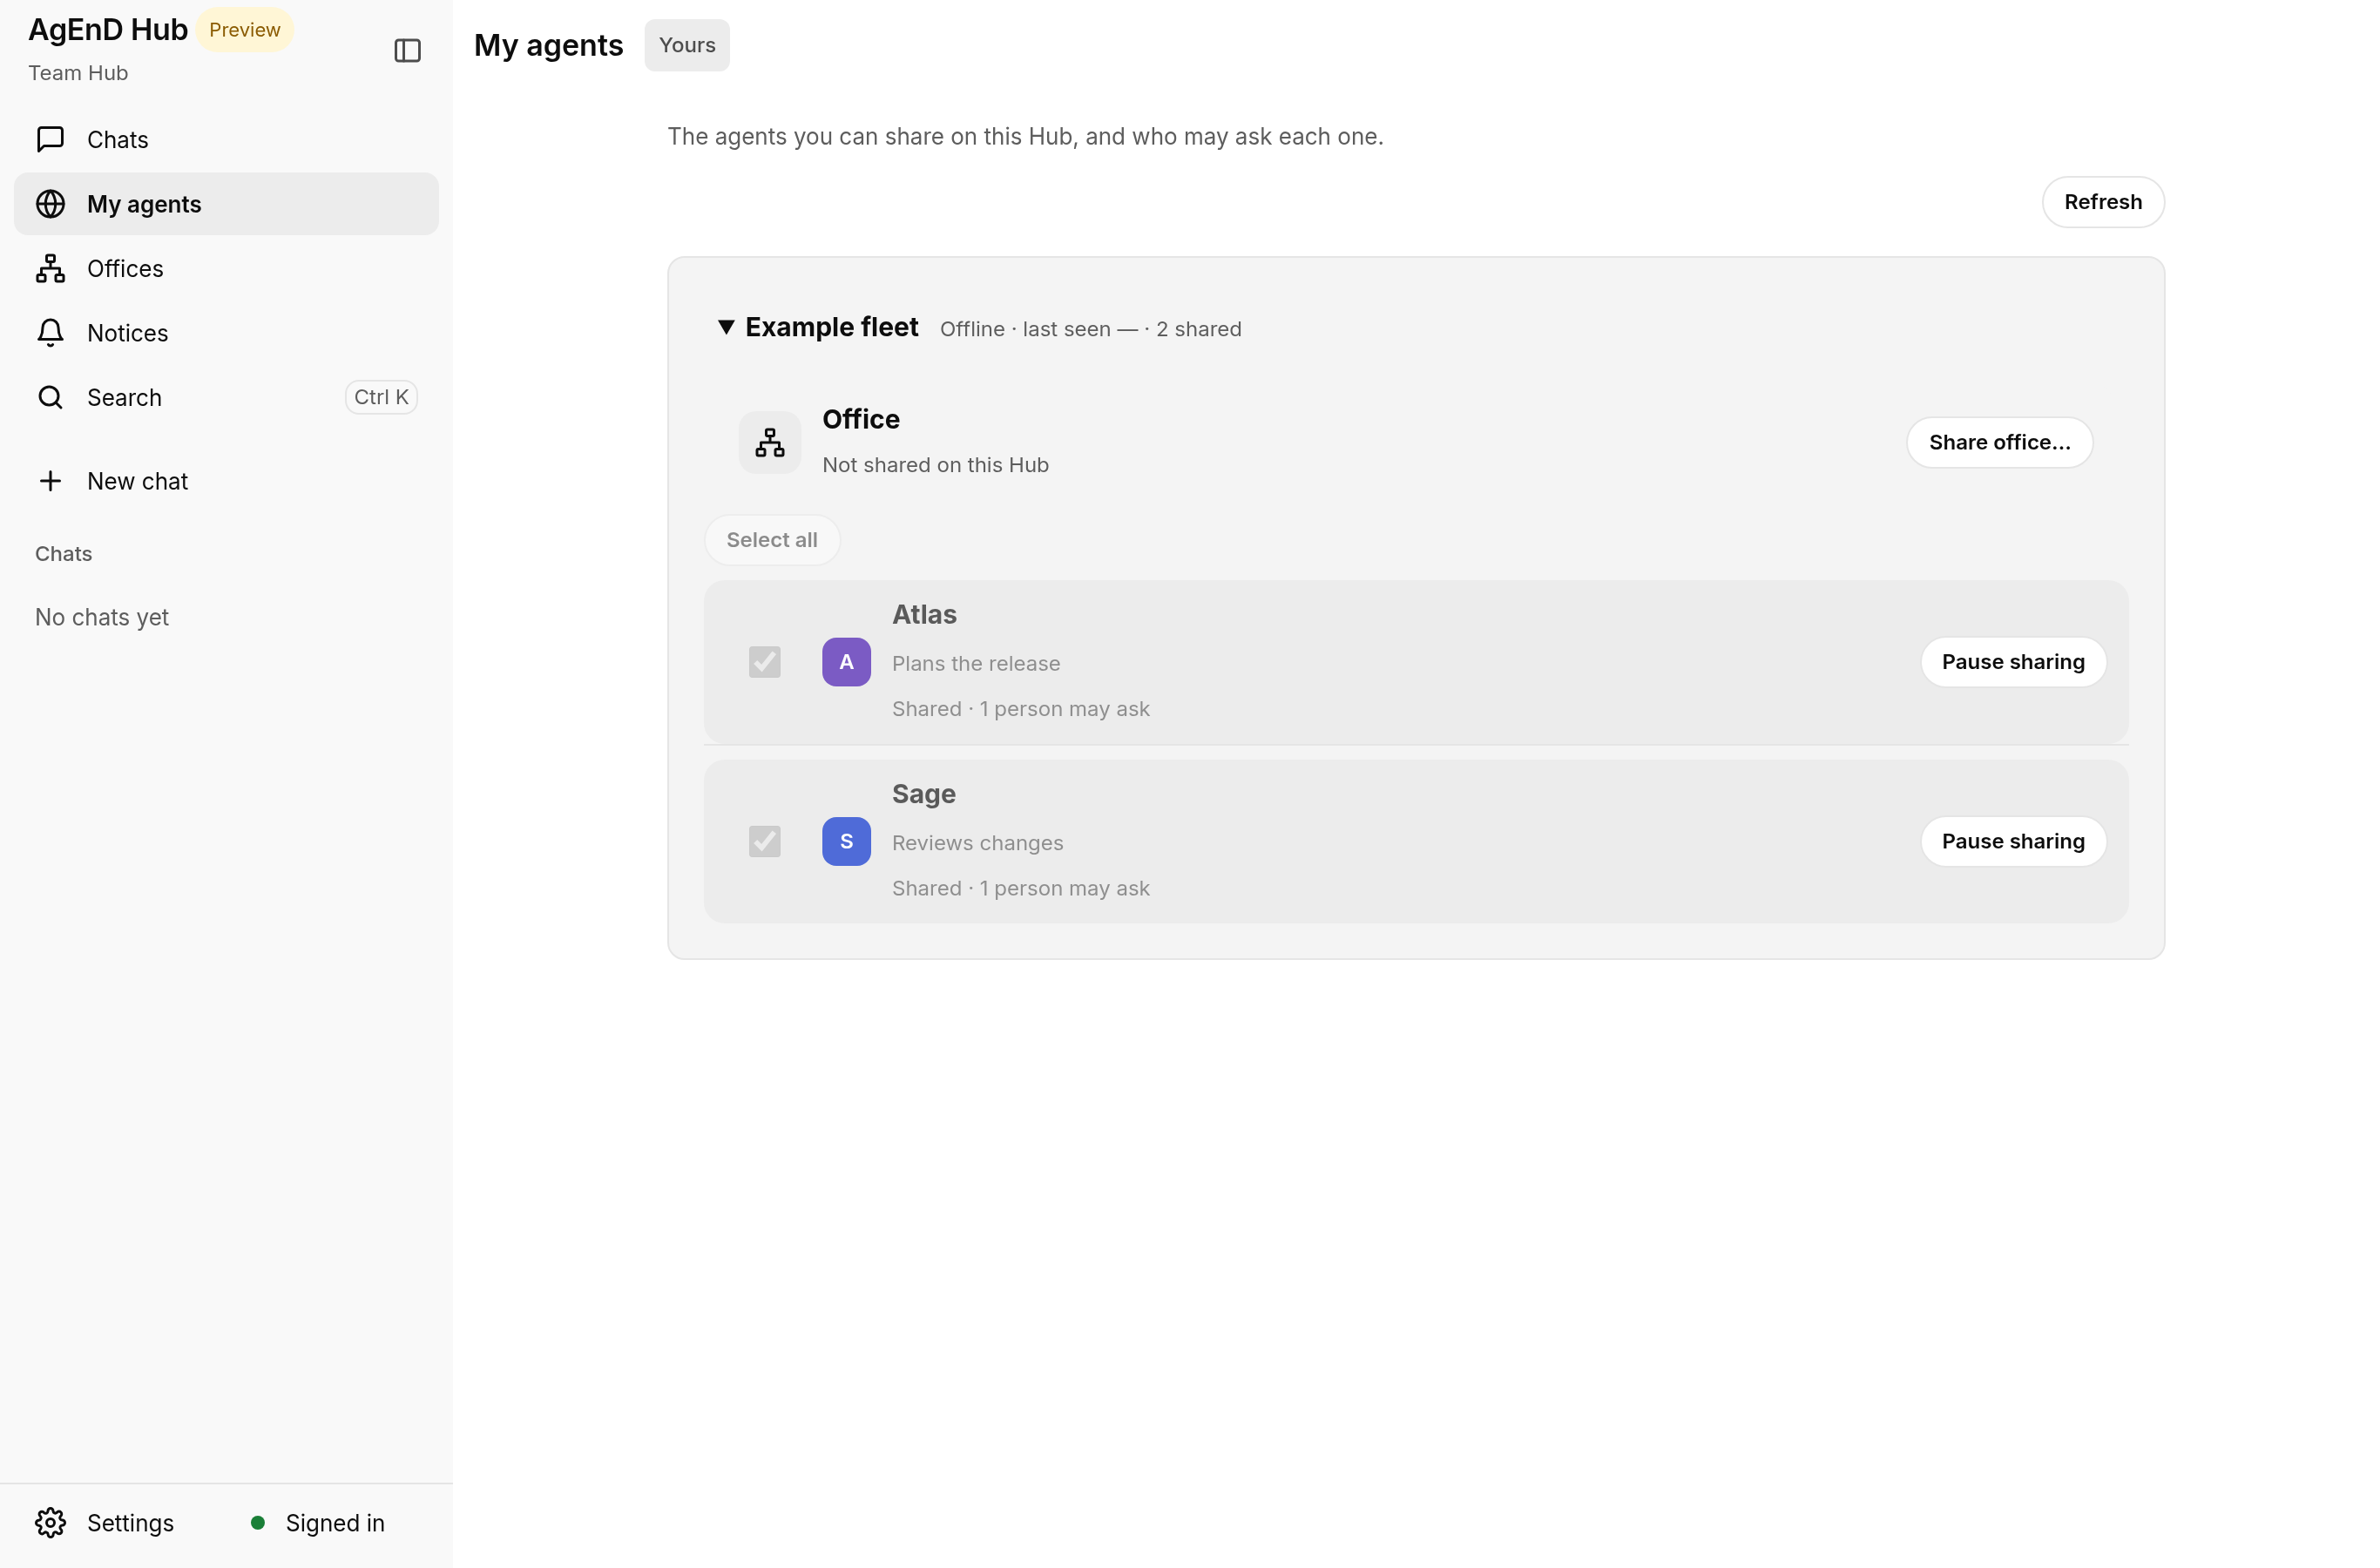 AgEnD Hub Preview
Team Hub
Chats
My agents
Offices
Notices
Search Ctrl K
New chat
Chats
No chats yet
Settings Signed in
My agents Yours
The agents you can share on this Hub, and who may ask each one.
Refresh
Example fleet Offline · last seen — · 2 shared
Office
Not shared on this Hub
Share office...
Select all
A
Atlas
Plans the release
Shared · 1 person may ask
Pause sharing
S
Sage
Reviews changes
Shared · 1 person may ask
Pause sharing